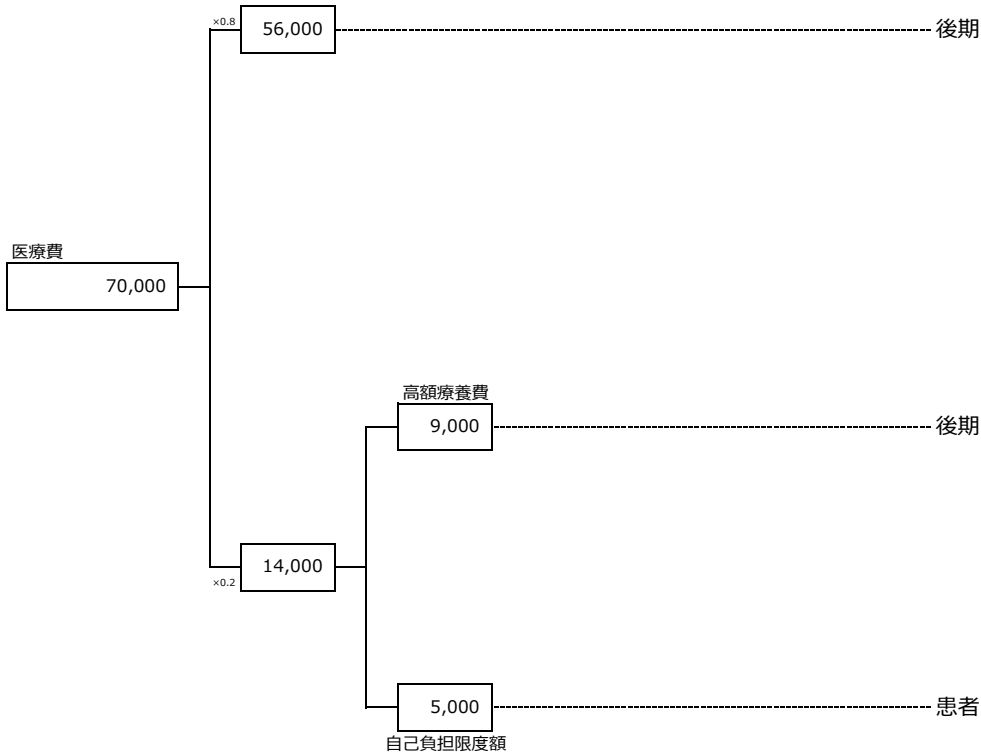 ×0.8
56,000
後期
医療費
70,000
高額療養費
9,000
後期
14,000
×0.2
5,000
患者
自己負担限度額